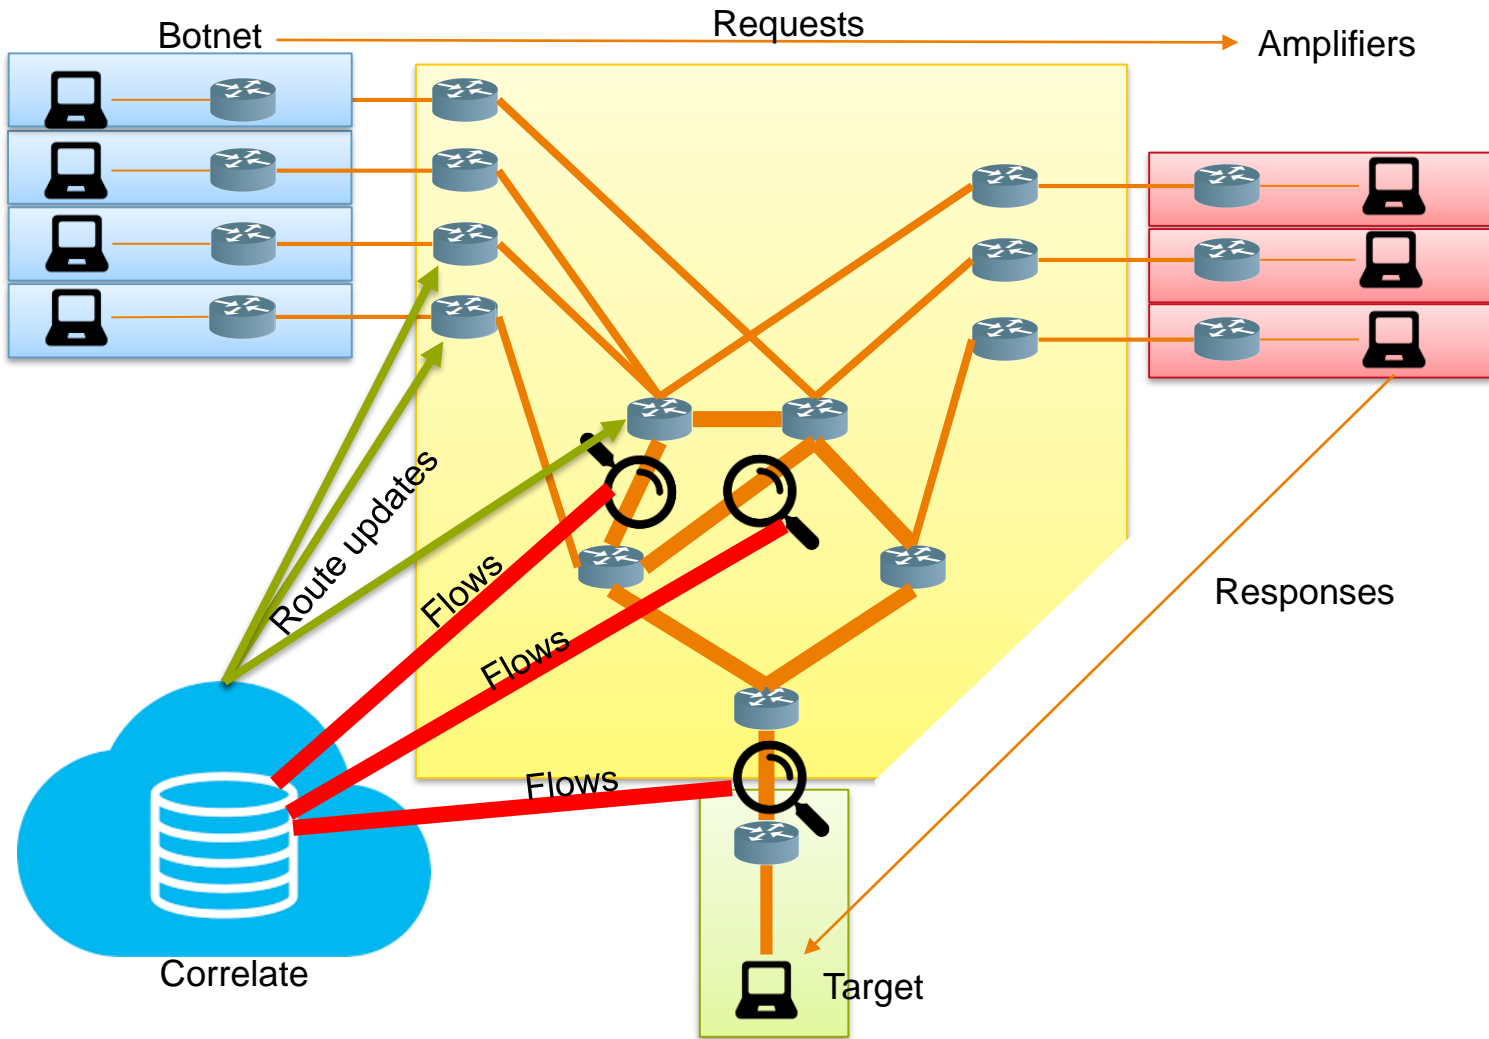 Botnet
Requests
Amplifiers
Route updates
Flows
Flows
Flows
Responses
Correlate
Target